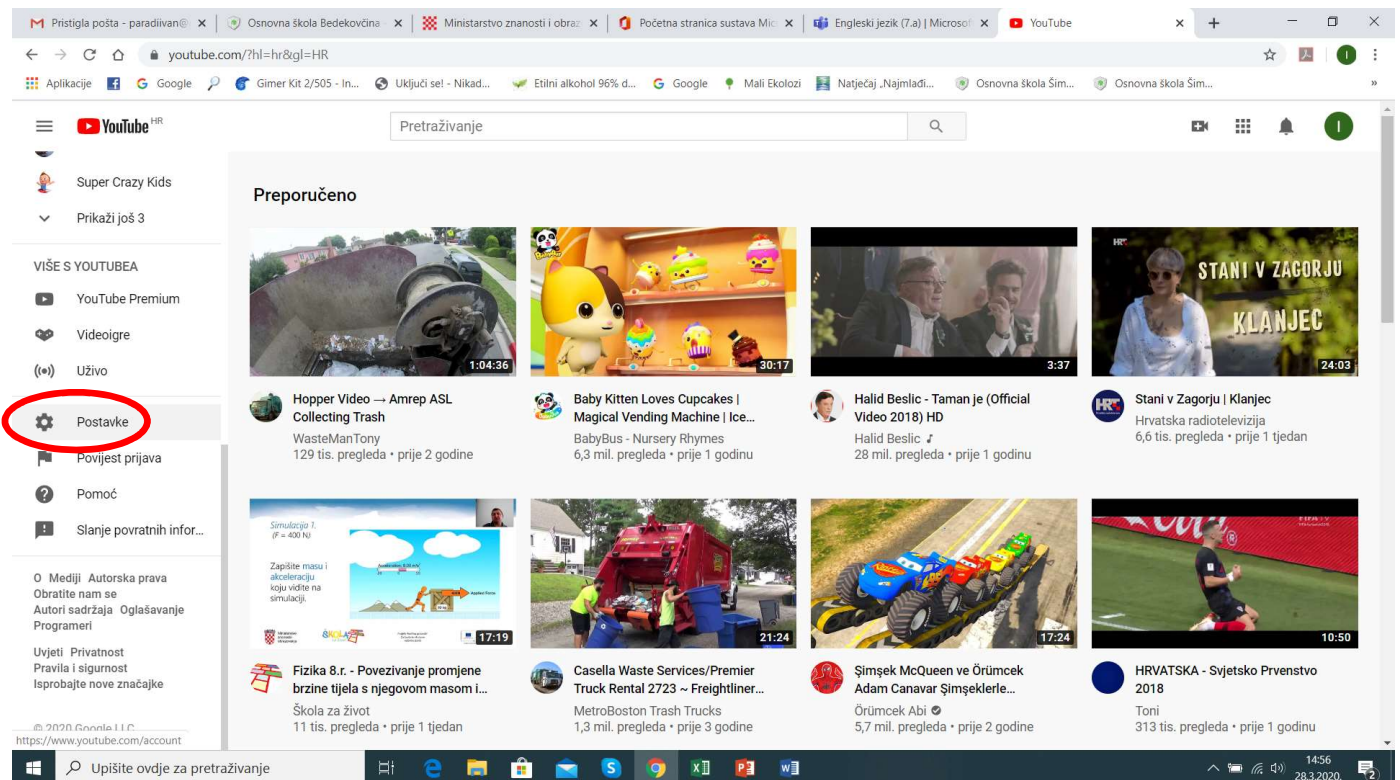 Pristigla pošta - paradiivan@
Osnovna škola Bedekovčina
Ministarstvo znanosti i obraz
Početna stranica sustava Mic
Engleski jezik (7.a) | Microsof
YouTube
youtube.com/?hl=hr&gl=HR
Aplikacije
Google
Gimer Kit 2/505 - In...
Uključi se! - Nikad...
Etilni alkohol 96% d...
Google
Mali Ekolozi
Natječaj „Najmlađi...
Osnovna škola Šim...
Osnovna škola Šim...
YouTube HR
Pretraživanje
I
Super Crazy Kids
Prikaži još 3
VIŠE S YOUTUBEA
YouTube Premium
Videoigre
Uživo
Postavke
Povijest prijava
Pomoć
Slanje povratnih infor...
O Mediji Autorska prava
Obratite nam se
Autori sadržaja Oglašavanje
Programeri
Uvjeti Privatnost
Pravila i sigurnost
Isprobajte nove značajke
© 2020 Google LLC
https://www.youtube.com/account
Preporučeno
1:04:36
Hopper Video → Amrep ASL
Collecting Trash
WasteManTony
129 tis. pregleda • prije 2 godine
30:17
Baby Kitten Loves Cupcakes |
Magical Vending Machine | Ice...
BabyBus - Nursery Rhymes
6,3 mil. pregleda • prije 1 godinu
3:37
Halid Beslic - Taman je (Official
Video 2018) HD
Halid Beslic
28 mil. pregleda • prije 1 godinu
HRT
STANI V ZAGORJU
KLANJEC
24:03
HRT
Stani v Zagorju | Klanjec
Hrvatska radiotelevizija
6,6 tis. pregleda • prije 1 tjedan
Simulacija 1.
(F = 400 N)
Zapišite masu i
akceleraciju
koju vidite na
simulaciji.
17:19
Fizika 8.r. - Povezivanje promjene
brzine tijela s njegovom masom i...
Škola za život
11 tis. pregleda • prije 1 tjedan
21:24
Casella Waste Services/Premier
Truck Rental 2723 ~ Freightliner...
MetroBoston Trash Trucks
1,3 mil. pregleda • prije 3 godine
17:24
Şimşek McQueen ve Örümcek
Adam Canavar Şimşeklerle...
Örümcek Abi
5,7 mil. pregleda • prije 2 godine
10:50
HRVATSKA - Svjetsko Prvenstvo
2018
Toni
313 tis. pregleda • prije 1 godinu
Upišite ovdje za pretraživanje
14:56
28.3.2020.